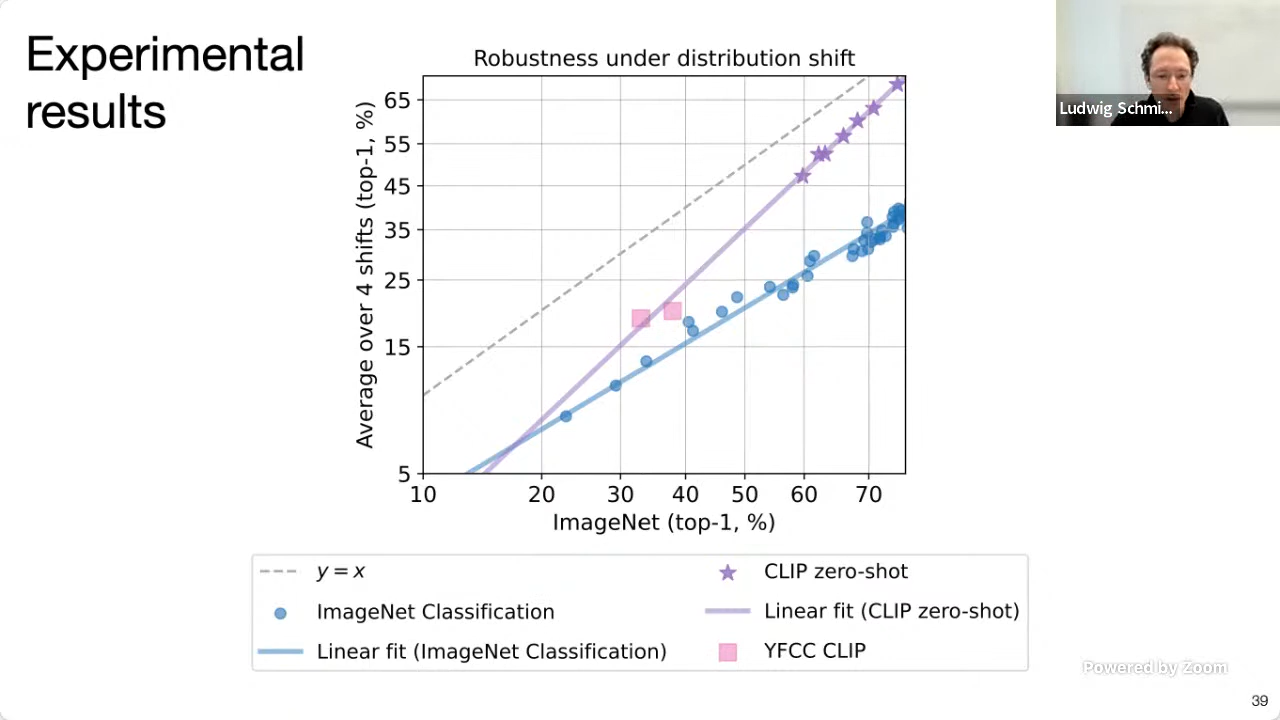 Experimental
results
Robustness under distribution shift
Average over 4 shifts (top-1, %)
65
55
45
35
25
15
5
10 20 30 40 50 60 70
ImageNet (top-1, %)
y = x
ImageNet Classification
Linear fit (ImageNet Classification)
CLIP zero-shot
Linear fit (CLIP zero-shot)
YFCC CLIP
Ludwig Schmi...
Powered by Zoom
39